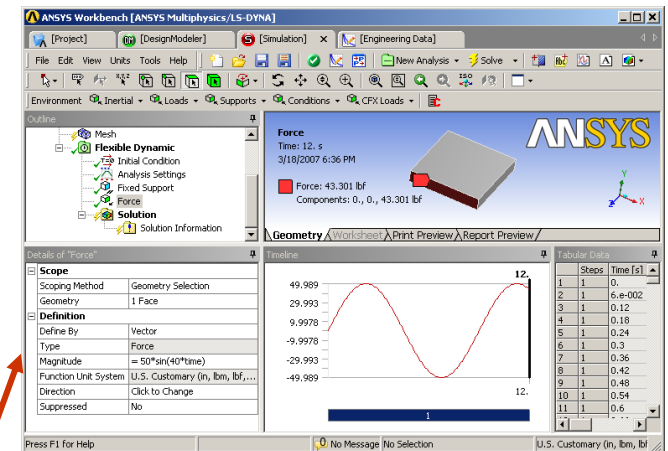 ANSYS Workbench [ANSYS Multiphysics/LS-DYNA]
[Project] [DesignModeler] [Simulation] × [Engineering Data]
File Edit View Units Tools Help New Analysis Solve
Environment Inertial Loads Supports Conditions CFX Loads
Outline
Mesh
Flexible Dynamic
Initial Condition
Analysis Settings
Fixed Support
Force
Solution
Solution Information
Force
Time: 12. s
3/18/2007 6:36 PM
Force: 43.301 lbf
Components: 0., 0., 43.301 lbf
ANSYS
Y
Z X
Geometry Worksheet Print Preview Report Preview
Details of "Force"
Scope
Scoping Method Geometry Selection
Geometry 1 Face
Definition
Define By Vector
Type Force
Magnitude = 50*sin(40*time)
Function Unit System U.S. Customary (in, lbm, lbf,...
Direction Click to Change
Suppressed No
Timeline
12.
49.989
29.993
9.9978
-9.9978
-29.993
-49.989
12.
1
Tabular Data
Steps Time [s]
1 1 0.
2 1 6.e-002
3 1 0.12
4 1 0.18
5 1 0.24
6 1 0.3
7 1 0.36
8 1 0.42
9 1 0.48
10 1 0.54
11 1 0.6
Press F1 for Help
No Message No Selection
U.S. Customary (in, lbm, lbf